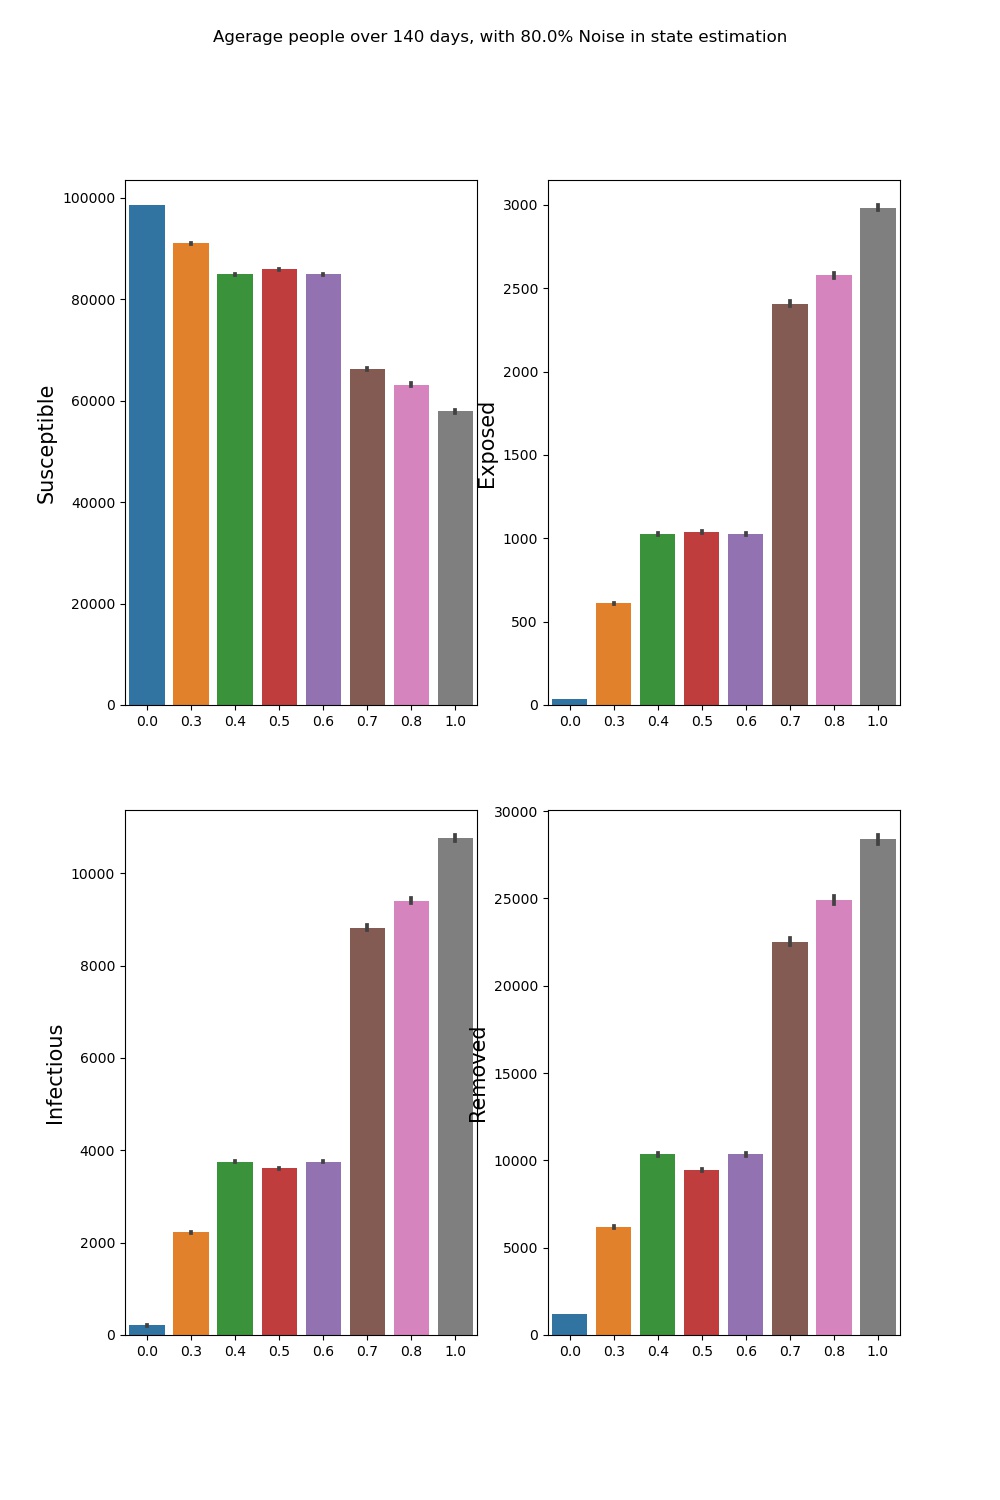 Agerage people over 140 days, with 80.0% Noise in state estimation
100000
80000
60000
40000
20000
0
Susceptible
0.0 0.3 0.4 0.5 0.6 0.7 0.8 1.0
3000
2500
2000
1500
1000
500
0
Exposed
0.0 0.3 0.4 0.5 0.6 0.7 0.8 1.0
10000
8000
6000
4000
2000
0
Infectious
0.0 0.3 0.4 0.5 0.6 0.7 0.8 1.0
30000
25000
20000
15000
10000
5000
0
Removed
0.0 0.3 0.4 0.5 0.6 0.7 0.8 1.0